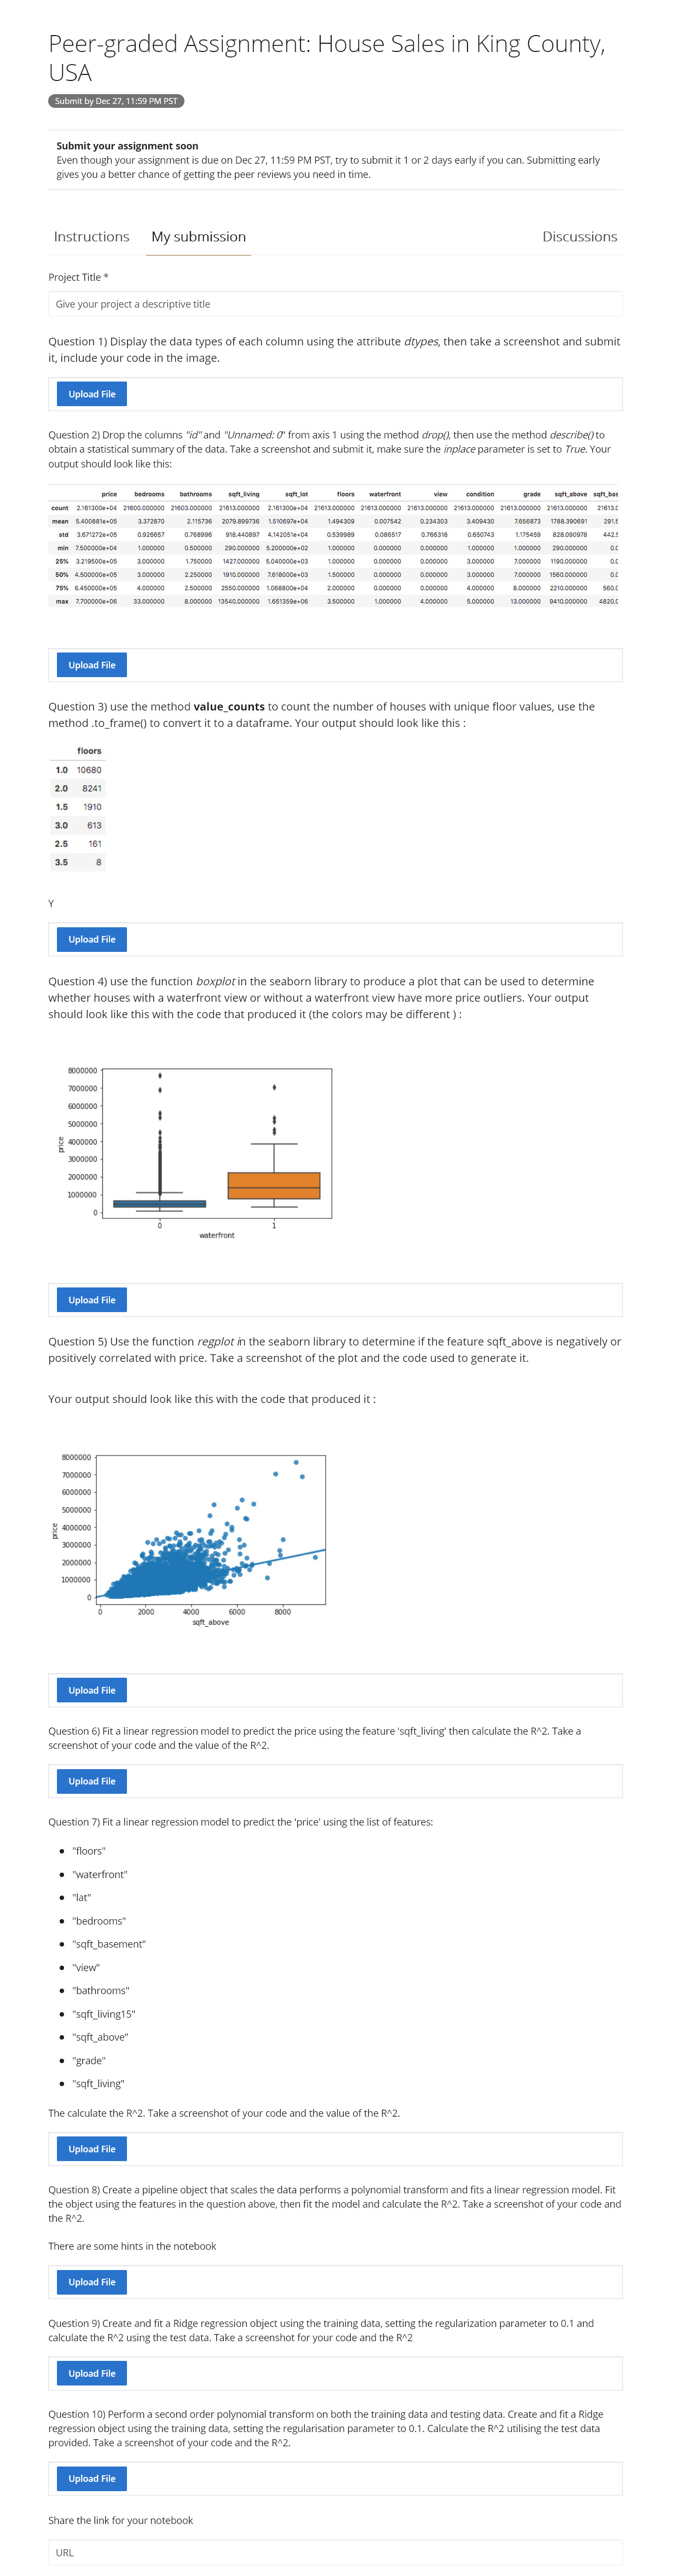 Peer-graded Assignment: House Sales in King County,
USA
Submit by Dec 27, 11:59 PM PST
Submit your assignment soon
Even though your assignment is due on Dec 27, 11:59 PM PST, try to submit it 1 or 2 days early if you can. Submitting early
gives you a better chance of getting the peer reviews you need in time.
Instructions My submission Discussions
Project Title *
Give your project a descriptive title
Question 1) Display the data types of each column using the attribute dtypes, then take a screenshot and submit
it, include your code in the image.
Upload File
Question 2) Drop the columns "id" and "Unnamed: 0" from axis 1 using the method drop(), then use the method describe() to
obtain a statistical summary of the data. Take a screenshot and submit it, make sure the inplace parameter is set to True. Your
output should look like this:
price bedrooms bathrooms sqft_living sqft_lot floors waterfront view condition grade sqft_above sqft_bas
count 2.161300e+04 21600.000000 21603.000000 21613.000000 2.161300e+04 21613.000000 21613.000000 21613.000000 21613.000000 21613.000000 21613.000000 21613.0
mean 5.400881e+05 3.372870 2.115736 2079.899736 1.510697e+04 1.494309 0.007542 0.234303 3.409430 7.656873 1788.390691 291.5
std 3.671272e+05 0.926657 0.768996 918.440897 4.142051e+04 0.539989 0.086517 0.766318 0.650743 1.175459 828.090978 442.5
min 7.500000e+04 1.000000 0.500000 290.000000 5.200000e+02 1.000000 0.000000 0.000000 1.000000 1.000000 290.000000 0.0
25% 3.219500e+05 3.000000 1.750000 1427.000000 5.040000e+03 1.000000 0.000000 0.000000 3.000000 7.000000 1190.000000 0.0
50% 4.500000e+05 3.000000 2.250000 1910.000000 7.618000e+03 1.500000 0.000000 0.000000 3.000000 7.000000 1560.000000 0.0
75% 6.450000e+05 4.000000 2.500000 2550.000000 1.068800e+04 2.000000 0.000000 0.000000 4.000000 8.000000 2210.000000 560.0
max 7.700000e+06 33.000000 8.000000 13540.000000 1.651359e+06 3.500000 1.000000 4.000000 5.000000 13.000000 9410.000000 4820.0
Upload File
Question 3) use the method value_counts to count the number of houses with unique floor values, use the
method .to_frame() to convert it to a dataframe. Your output should look like this :
floors
1.0 10680
2.0 8241
1.5 1910
3.0 613
2.5 161
3.5 8
Y
Upload File
Question 4) use the function boxplot in the seaborn library to produce a plot that can be used to determine
whether houses with a waterfront view or without a waterfront view have more price outliers. Your output
should look like this with the code that produced it (the colors may be different ) :
8000000
7000000
6000000
5000000
4000000
3000000
2000000
1000000
0
price
0 1
waterfront
Upload File
Question 5) Use the function regplot in the seaborn library to determine if the feature sqft_above is negatively or
positively correlated with price. Take a screenshot of the plot and the code used to generate it.
Your output should look like this with the code that produced it :
8000000
7000000
6000000
5000000
4000000
3000000
2000000
1000000
0
price
0 2000 4000 6000 8000
sqft_above
Upload File
Question 6) Fit a linear regression model to predict the price using the feature 'sqft_living' then calculate the R^2. Take a
screenshot of your code and the value of the R^2.
Upload File
Question 7) Fit a linear regression model to predict the 'price' using the list of features:
• "floors"
• "waterfront"
• "lat"
• "bedrooms"
• "sqft_basement"
• "view"
• "bathrooms"
• "sqft_living15"
• "sqft_above"
• "grade"
• "sqft_living"
The calculate the R^2. Take a screenshot of your code and the value of the R^2.
Upload File
Question 8) Create a pipeline object that scales the data performs a polynomial transform and fits a linear regression model. Fit
the object using the features in the question above, then fit the model and calculate the R^2. Take a screenshot of your code and
the R^2.
There are some hints in the notebook
Upload File
Question 9) Create and fit a Ridge regression object using the training data, setting the regularization parameter to 0.1 and
calculate the R^2 using the test data. Take a screenshot for your code and the R^2
Upload File
Question 10) Perform a second order polynomial transform on both the training data and testing data. Create and fit a Ridge
regression object using the training data, setting the regularisation parameter to 0.1. Calculate the R^2 utilising the test data
provided. Take a screenshot of your code and the R^2.
Upload File
Share the link for your notebook
URL